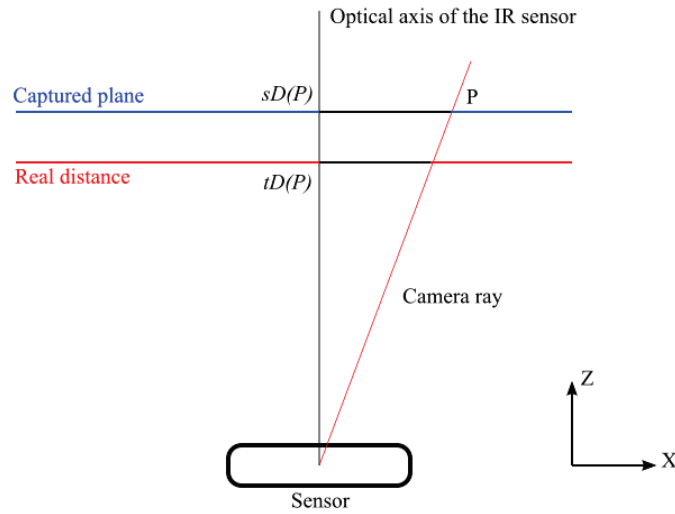 Optical axis of the IR sensor
Captured plane
sD(P)
P
Real distance
tD(P)
Camera ray
Z
X
Sensor